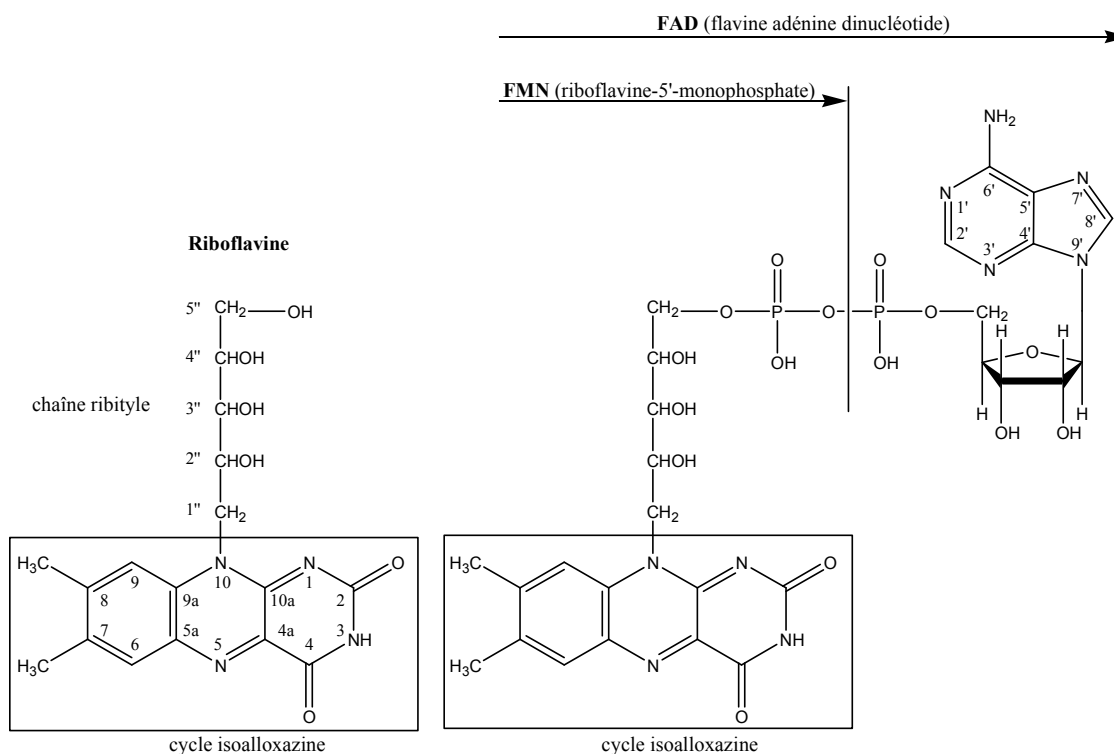 FAD (flavine adénine dinucléotide)
FMN (riboflavine-5'-monophosphate)
NH2
6'
N 1'
5'
N 7'
8'
2'
4'
N 3'
9' N
Riboflavine
5'' CH2 OH
4'' CHOH
chaîne ribityle
3'' CHOH
2'' CHOH
1'' CH2
CH2 O P O P O CH2
O O
OH OH
CHOH
CHOH
CHOH
CH2
H H
O
H H
OH OH
H3C 9 N 10 N 1 O
8 9a 10a 2
7 5a 4a 3 NH
H3C 6 5 N 4
O
cycle isoalloxazine
H3C N N O
NH
H3C N
O
cycle isoalloxazine